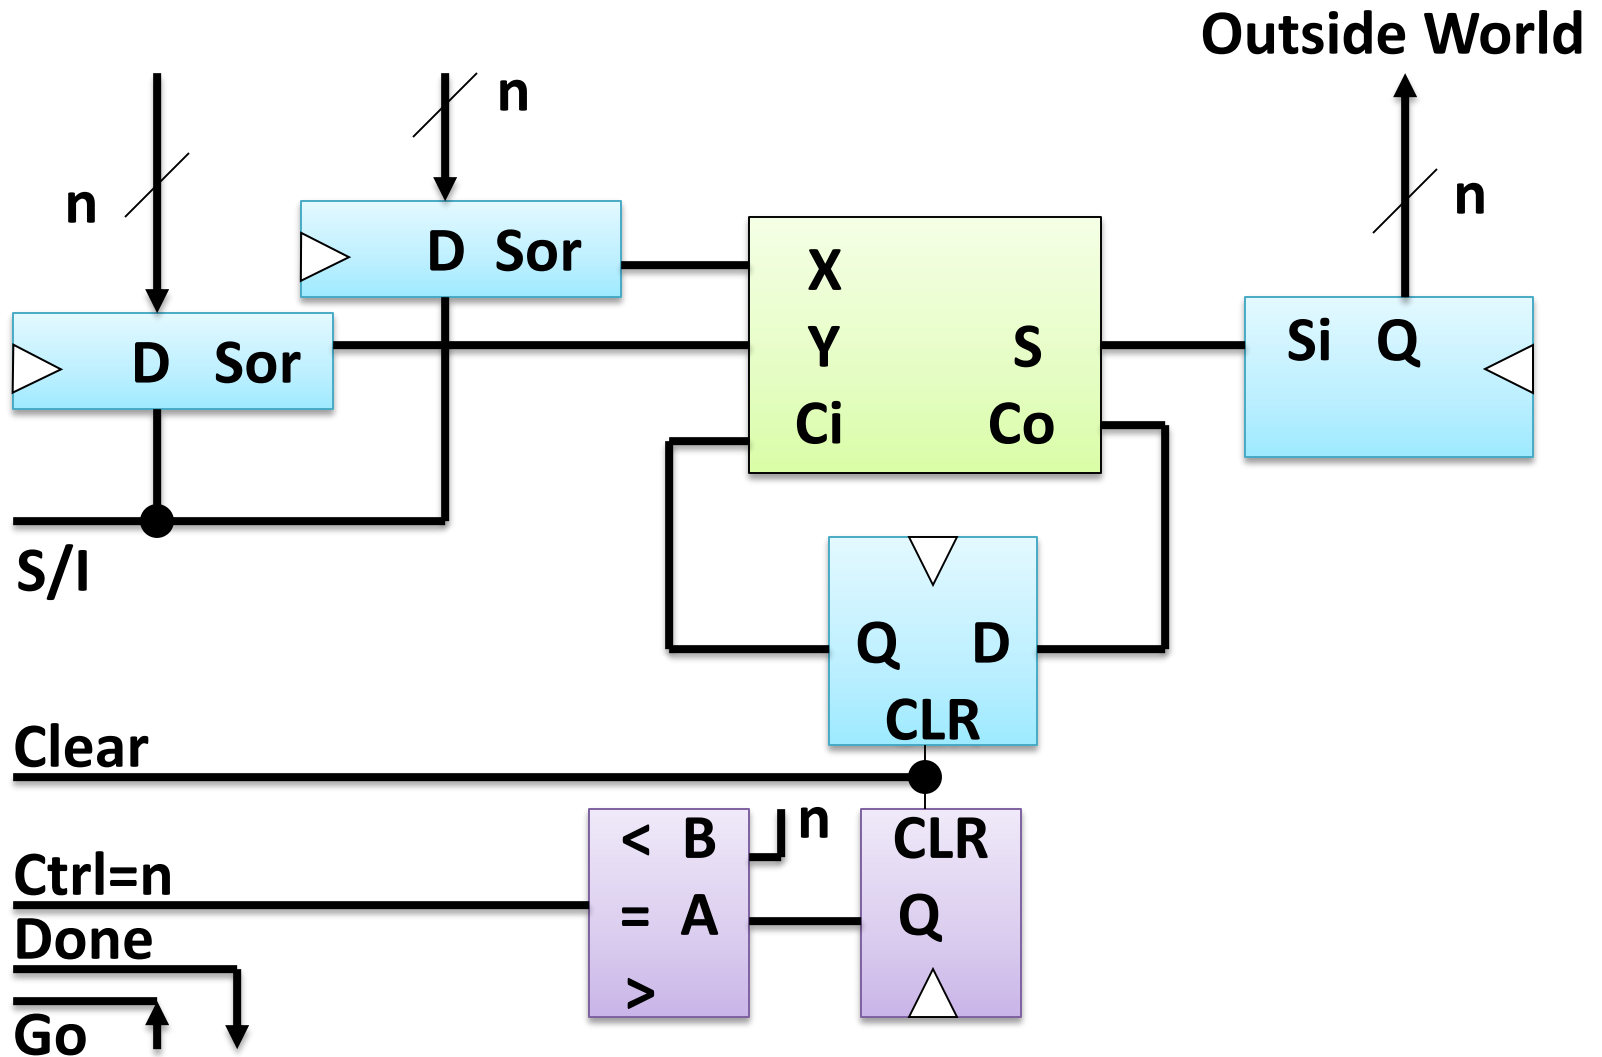 Outside World
n
n
n
D Sor
D Sor
X
Y S
Ci Co
Si Q
S/I
Q D
CLR
Clear
n
< B
= A
>
CLR
Q
Ctrl=n
Done
Go